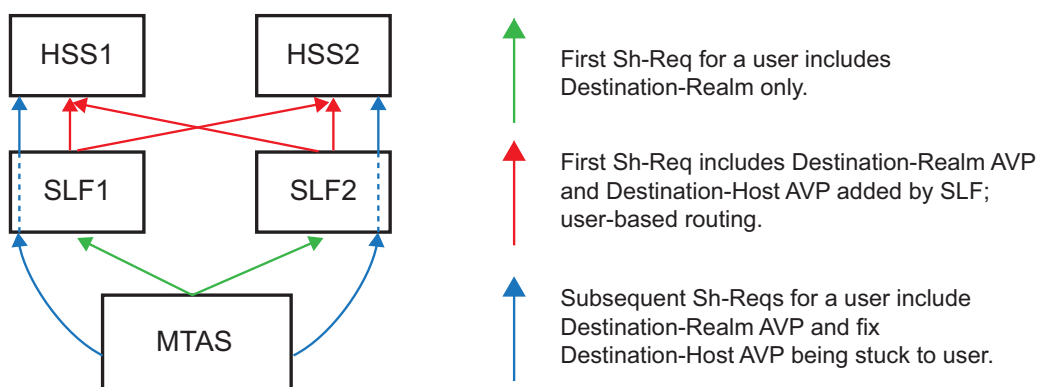 HSS1
HSS2
SLF1
SLF2
MTAS
First Sh-Req for a user includes
Destination-Realm only.
First Sh-Req includes Destination-Realm AVP
and Destination-Host AVP added by SLF;
user-based routing.
Subsequent Sh-Reqs for a user include
Destination-Realm AVP and fix
Destination-Host AVP being stuck to user.